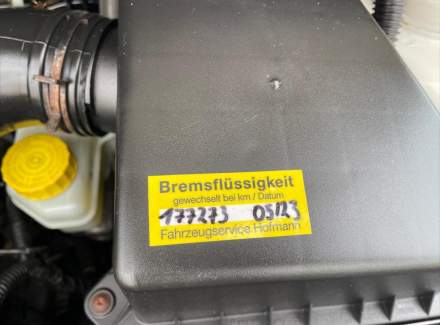 Bremsflüssigkeit
gewechselt bei km / Datum
177273 05/23
Fahrzeugservice Hofmann